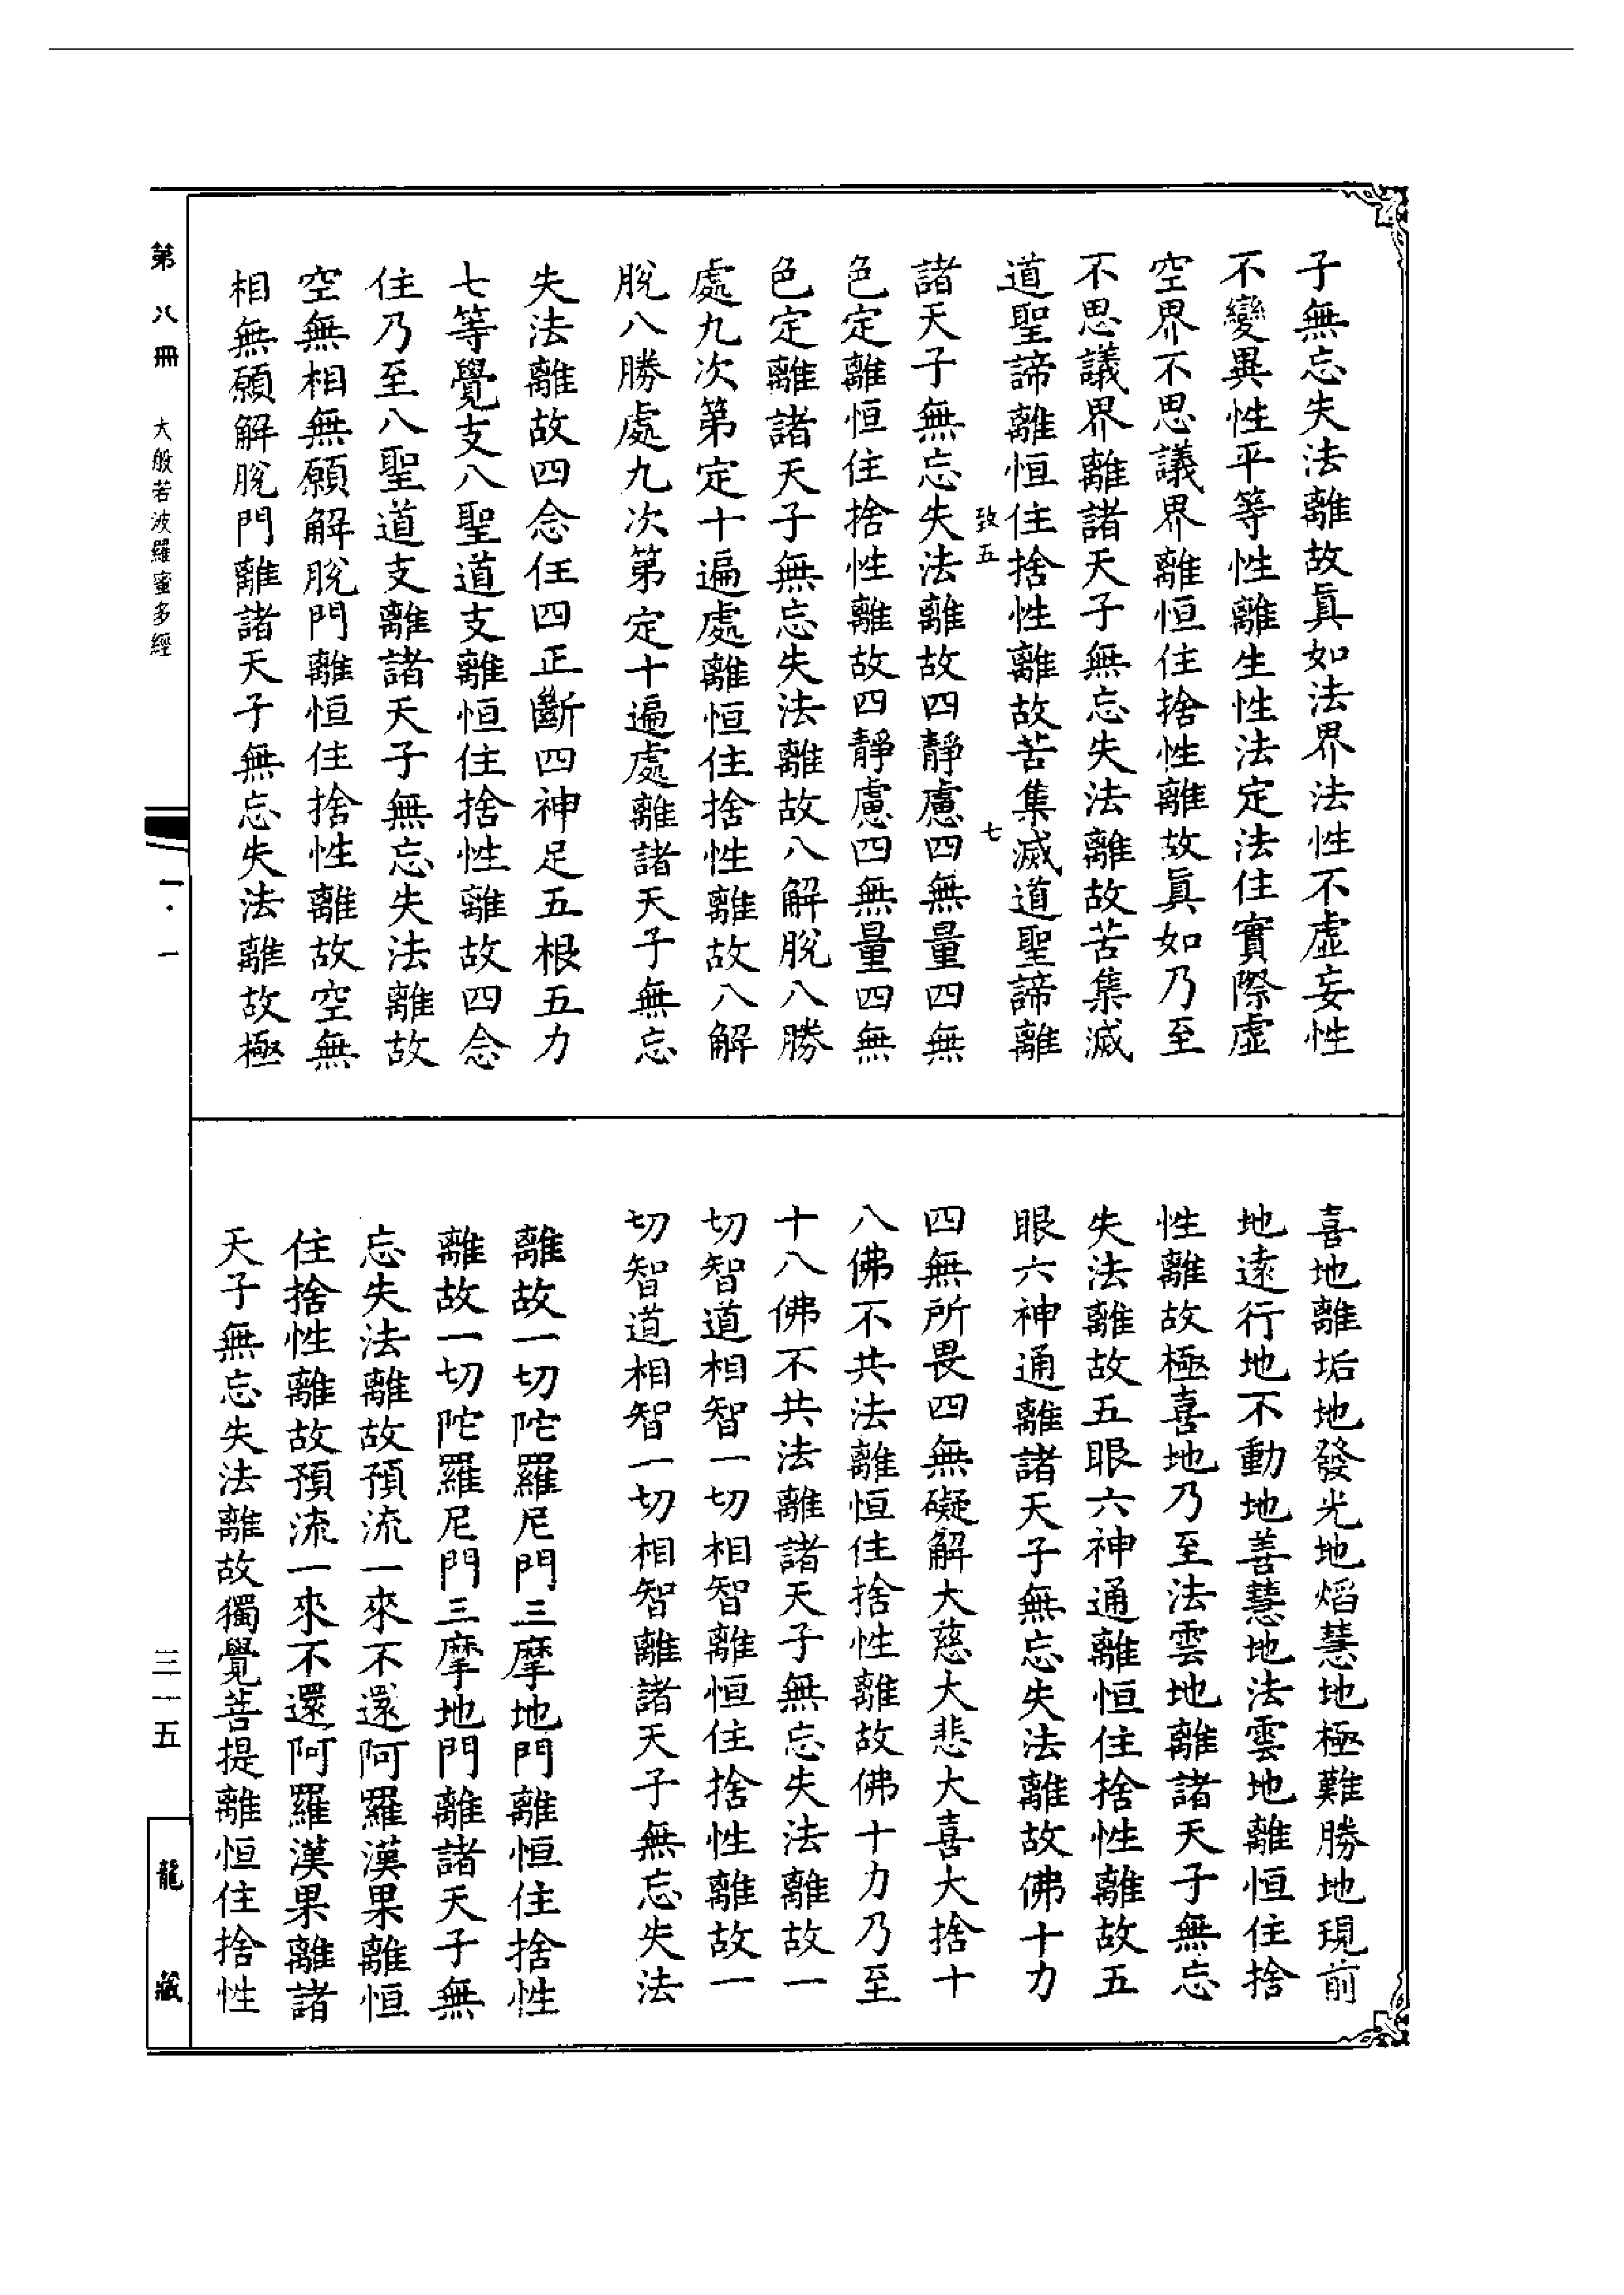 子無忘失法離故眞如法界法性不虛妄性
不變異性平等性離生性法定法住實際虛
空界不思議界離恒住捨性離故眞如乃至
不思議界離諸天子無忘失法離故苦集滅
道聖諦離恒住捨性離故苦集滅道聖諦離
致五 七
諸天子無忘失法離故四靜慮四無量四無
色定離恒住捨性離故四靜慮四無量四無
色定離諸天子無忘失法離故八解脫八勝
處九次第定十遍處離恒住捨性離故八解
脫八勝處九次第定十遍處離諸天子無忘
失法離故四念住四正斷四神足五根五力
七等覺支八聖道支離恒住捨性離故四念
住乃至八聖道支離諸天子無忘失法離故
空無相無願解脫門離恒住捨性離故空無
相無願解脫門離諸天子無忘失法離故極
喜地離垢地發光地焰慧地極難勝地現前
地遠行地不動地善慧地法雲地離恒住捨
性離故極喜地乃至法雲地離諸天子無忘
失法離故五眼六神通離恒住捨性離故五
眼六神通離諸天子無忘失法離故佛十力
四無所畏四無礙解大慈大悲大喜大捨十
八佛不共法離恒住捨性離故佛十力乃至
十八佛不共法離諸天子無忘失法離故一
切智道相智一切相智離恒住捨性離故一
切智道相智一切相智離諸天子無忘失法
離故一切陀羅尼門三摩地門離恒住捨性
離故一切陀羅尼門三摩地門離諸天子無
忘失法離故預流一來不還阿羅漢果離恒
住捨性離故預流一來不還阿羅漢果離諸
天子無忘失法離故獨覺菩提離恒住捨性
第八冊 大般若波羅蜜多經
一·一
三一五
龍藏